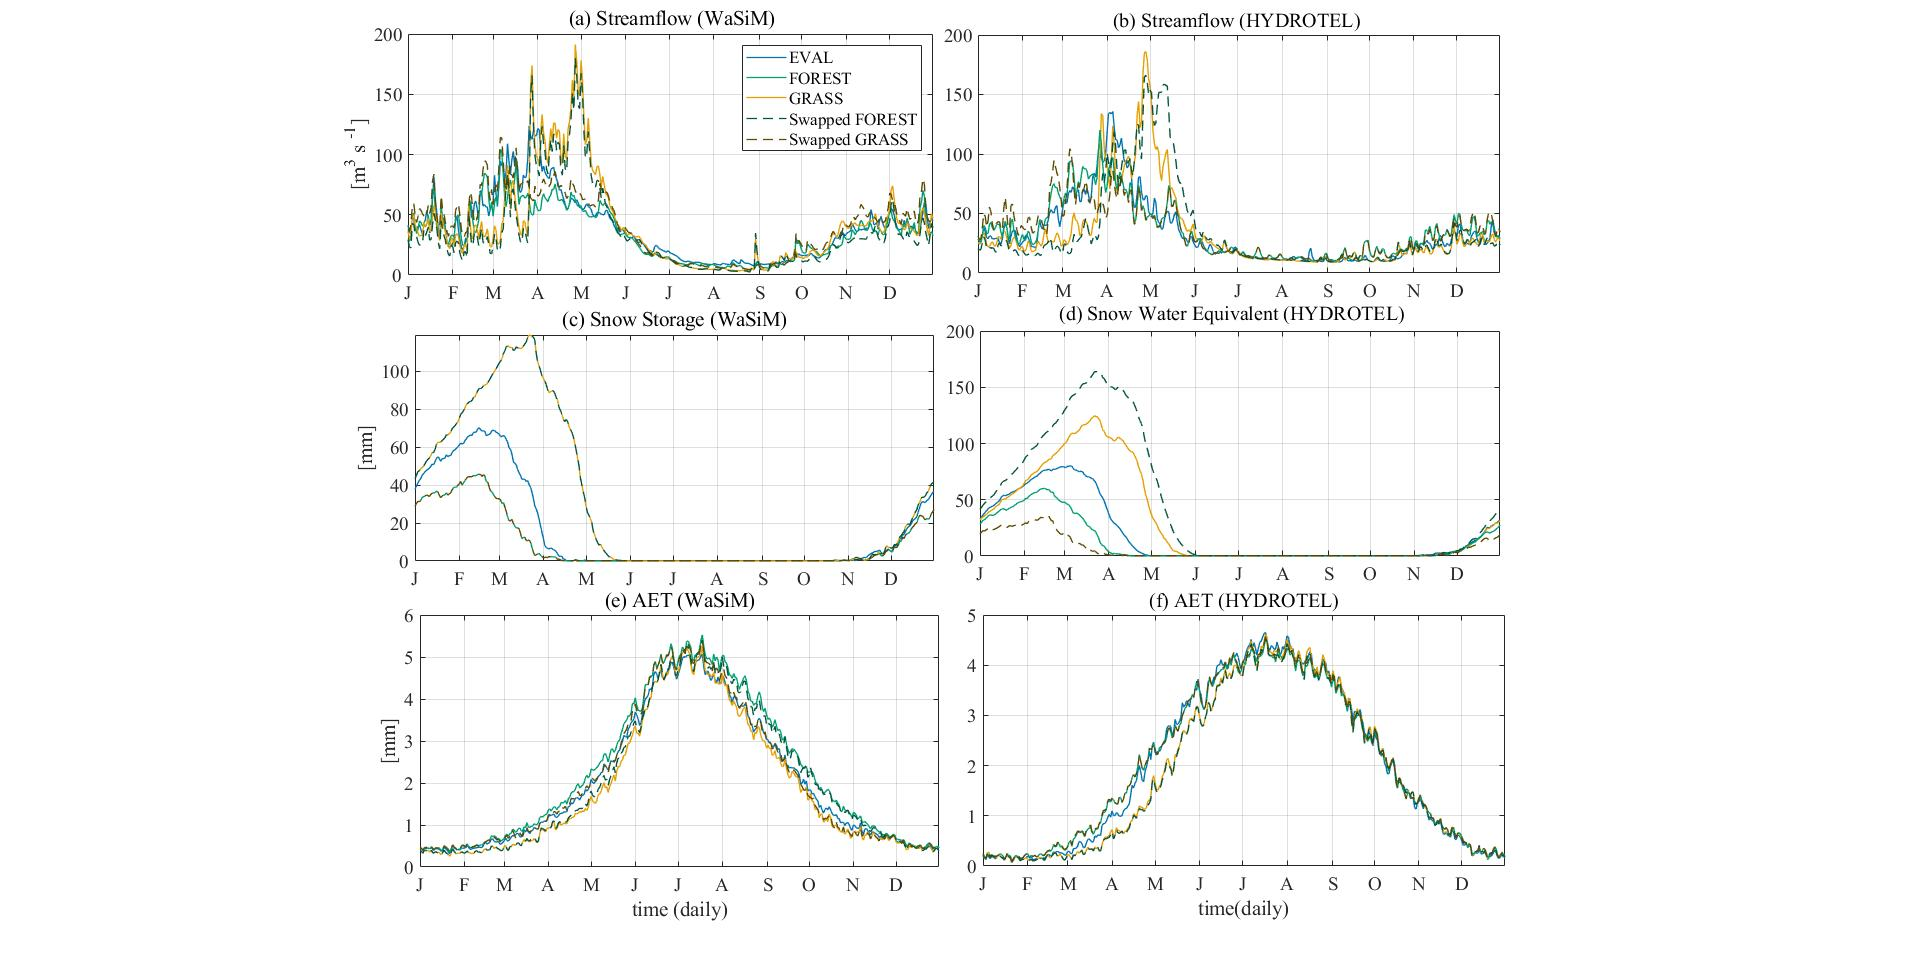 (a) Streamflow (WaSiM)
200
150
100
50
0
[m3 s-1]
J F M A M J J A S O N D
EVAL
FOREST
GRASS
Swapped FOREST
Swapped GRASS
(b) Streamflow (HYDROTEL)
200
150
100
50
0
J F M A M J J A S O N D
(c) Snow Storage (WaSiM)
100
80
60
40
20
0
[mm]
J F M A M J J A S O N D
(d) Snow Water Equivalent (HYDROTEL)
200
150
100
50
0
J F M A M J J A S O N D
(e) AET (WaSiM)
6
5
4
3
2
1
0
[mm]
J F M A M J J A S O N D
time (daily)
(f) AET (HYDROTEL)
5
4
3
2
1
0
J F M A M J J A S O N D
time(daily)